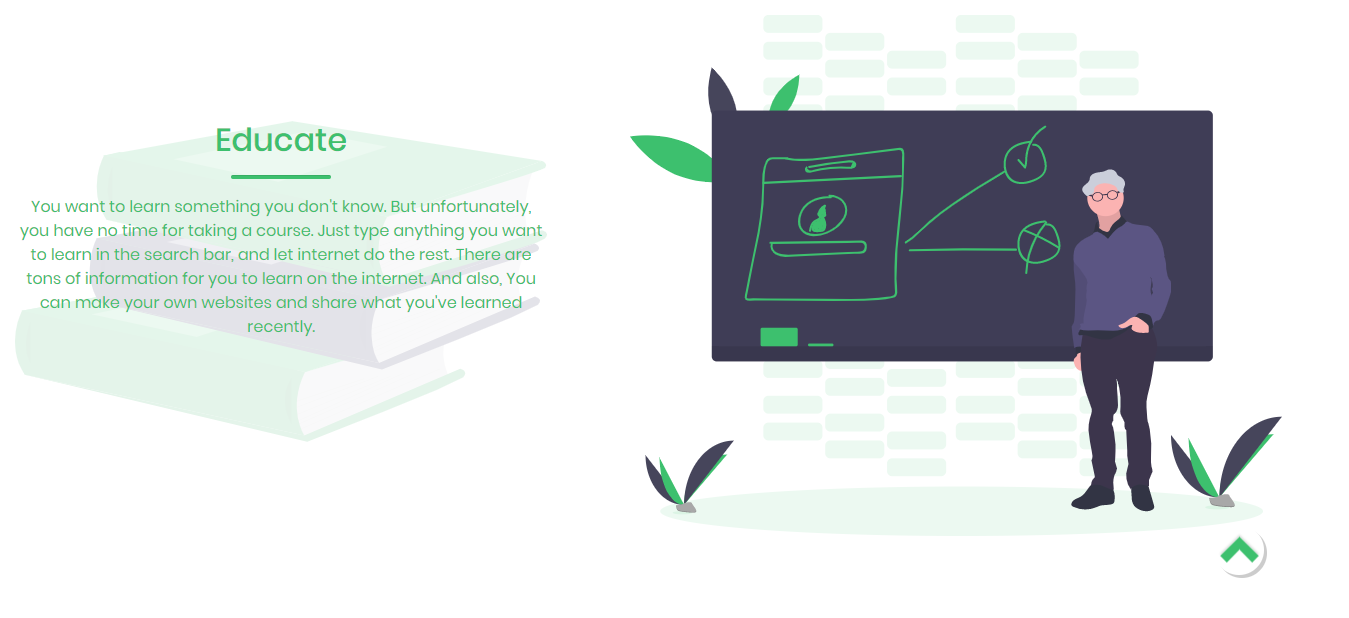 Educate
You want to learn something you don't know. But unfortunately,
you have no time for taking a course. Just type anything you want
to learn in the search bar, and let internet do the rest. There are
tons of information for you to learn on the internet. And also, You
can make your own websites and share what you've learned
recently.